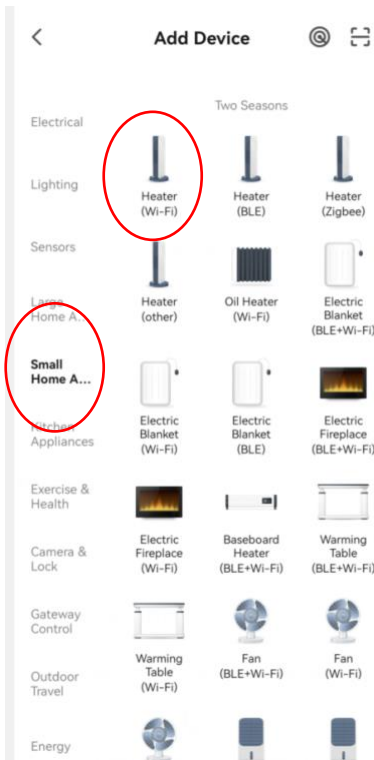 Add Device
Electrical
Lighting
Sensors
Large
Home A...
Small
Home A...
Kitchen
Appliances
Exercise &
Health
Camera &
Lock
Gateway
Control
Outdoor
Travel
Energy
Two Seasons
Heater
(Wi-Fi)
Heater
(BLE)
Heater
(Zigbee)
Heater
(other)
Oil Heater
(Wi-Fi)
Electric
Blanket
(BLE+Wi-Fi)
Electric
Blanket
(Wi-Fi)
Electric
Blanket
(BLE)
Electric
Fireplace
(BLE+Wi-Fi)
Electric
Fireplace
(Wi-Fi)
Baseboard
Heater
(BLE+Wi-Fi)
Warming
Table
(BLE+Wi-Fi)
Warming
Table
(Wi-Fi)
Fan
(BLE+Wi-Fi)
Fan
(Wi-Fi)